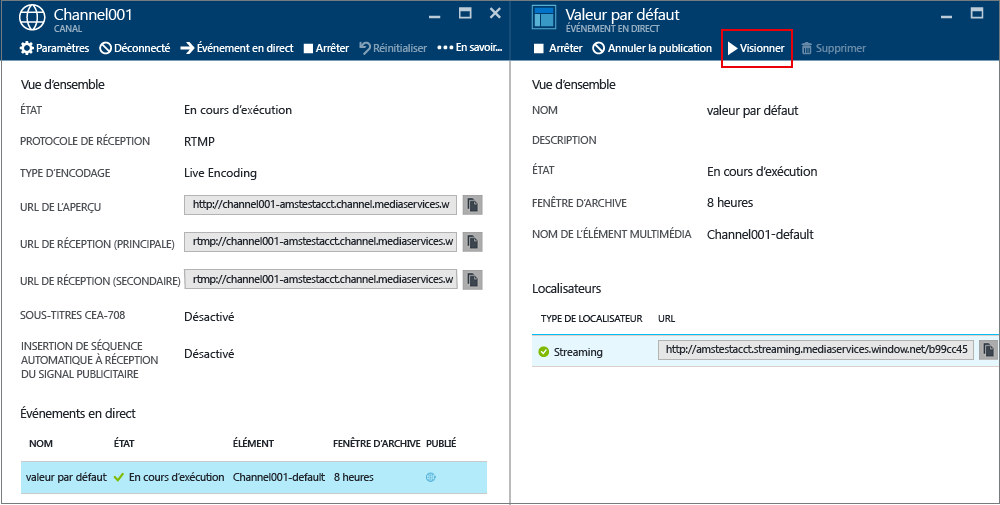 Channel001
CANAL
Paramètres Déconnecté Événement en direct Arrêter Réinitialiser En savoir...
Vue d'ensemble
ÉTAT En cours d'exécution
PROTOCOLE DE RÉCEPTION RTMP
TYPE D'ENCODAGE Live Encoding
URL DE L'APERÇU http://channel001-amstestacct.channel.mediaservices.w
URL DE RÉCEPTION (PRINCIPALE) rtmp://channel001-amstestacct.channel.mediaservices.w
URL DE RÉCEPTION (SECONDAIRE) rtmp://channel001-amstestacct.channel.mediaservices.w
SOUS-TITRES CEA-708 Désactivé
INSERTION DE SÉQUENCE
AUTOMATIQUE À RÉCEPTION Désactivé
DU SIGNAL PUBLICITAIRE
Événements en direct
NOM ÉTAT ÉLÉMENT FENÊTRE D'ARCHIVE PUBLIÉ
valeur par défaut En cours d'exécution Channel001-default 8 heures
Valeur par défaut
ÉVÉNEMENT EN DIRECT
Arrêter Annuler la publication Visionner Supprimer
Vue d'ensemble
NOM valeur par défaut
DESCRIPTION
ÉTAT En cours d'exécution
FENÊTRE D'ARCHIVE 8 heures
NOM DE L'ÉLÉMENT MULTIMÉDIA Channel001-default
Localisateurs
TYPE DE LOCALISATEUR URL
Streaming http://amstestacct.streaming.mediaservices.window.net/b99cc45